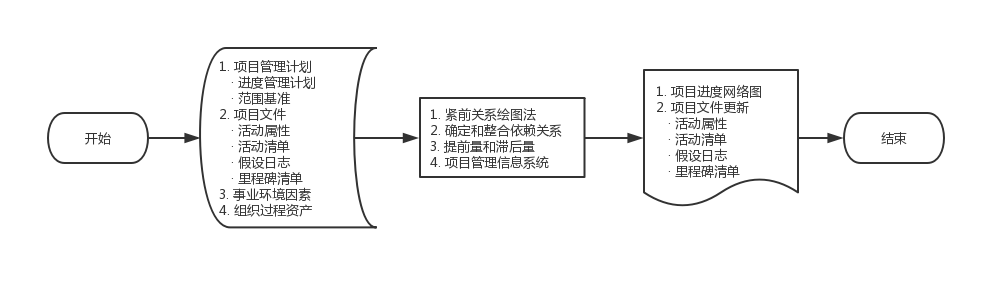 开始
1. 项目管理计划
· 进度管理计划
· 范围基准
2. 项目文件
· 活动属性
· 活动清单
· 假设日志
· 里程碑清单
3. 事业环境因素
4. 组织过程资产
1. 紧前关系绘图法
2. 确定和整合依赖关系
3. 提前量和滞后量
4. 项目管理信息系统
1. 项目进度网络图
2. 项目文件更新
· 活动属性
· 活动清单
· 假设日志
· 里程碑清单
结束